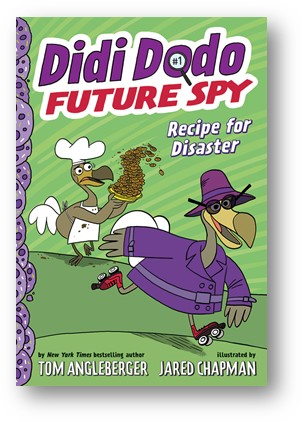 Didi Dodo
#1
FUTURE SPY
Recipe for
Disaster
by New York Times bestselling author
TOM ANGLEBERGER
illustrated by
JARED CHAPMAN